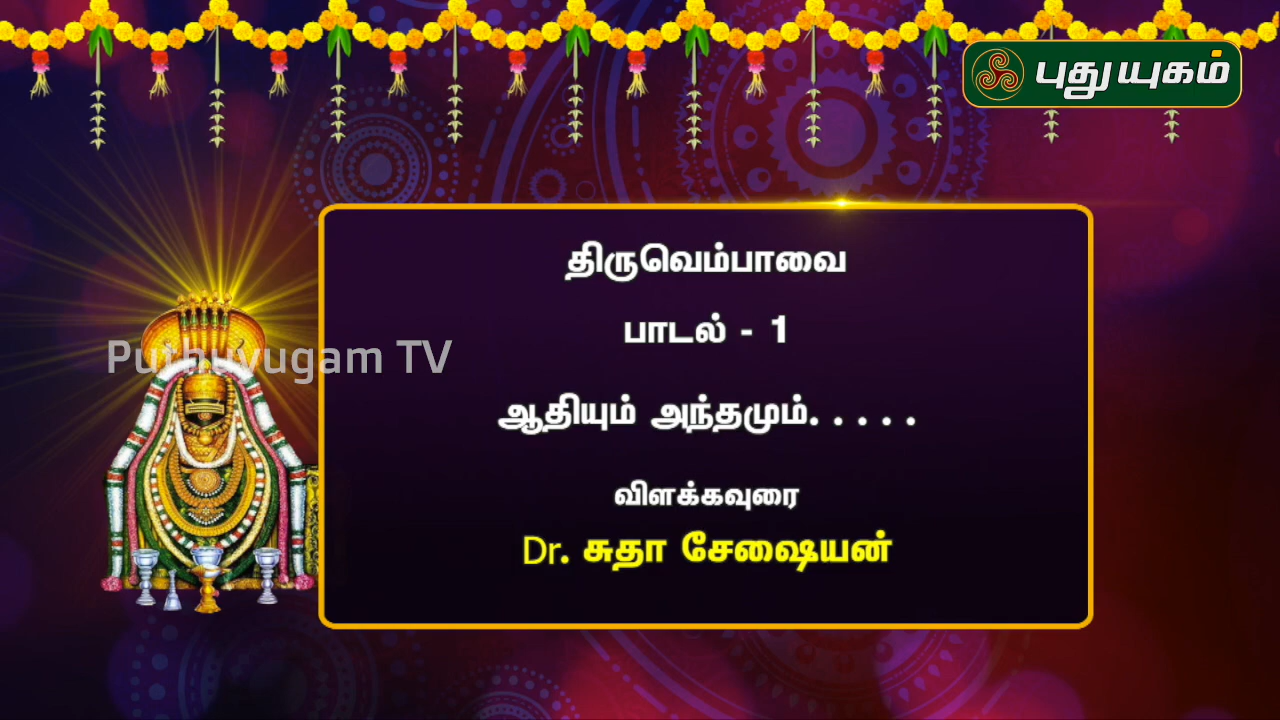 புதுயுகம்
திருவெம்பாவை
பாடல் - 1
Puthuyugam TV
ஆதியும் அந்தமும். . . . .
விளக்கவுரை
Dr. சுதா சேஷையன்